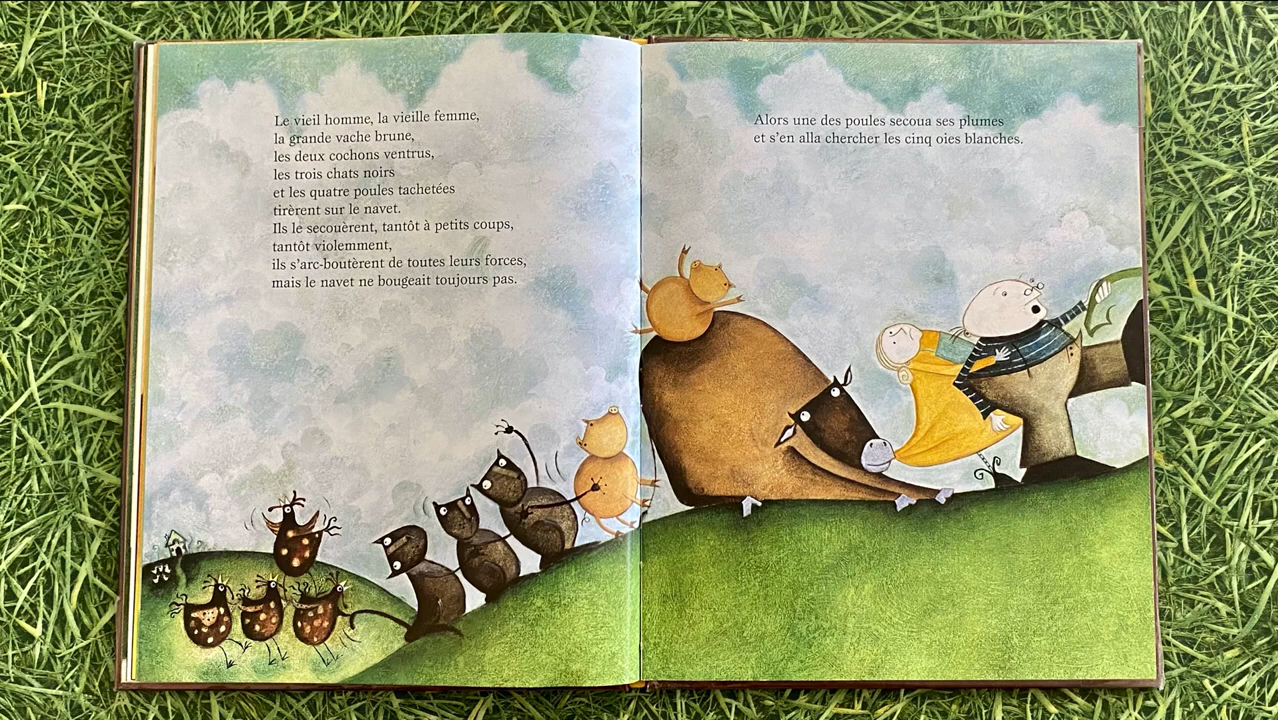 Le vieil homme, la vieille femme,
la grande vache brune,
les deux cochons ventrus,
les trois chats noirs
et les quatre poules tachetées
tirèrent sur le navet.
Ils le secouèrent, tantôt à petits coups,
tantôt violemment,
ils s'arc-boutèrent de toutes leurs forces,
mais le navet ne bougeait toujours pas.
Alors une des poules secoua ses plumes
et s'en alla chercher les cinq oies blanches.